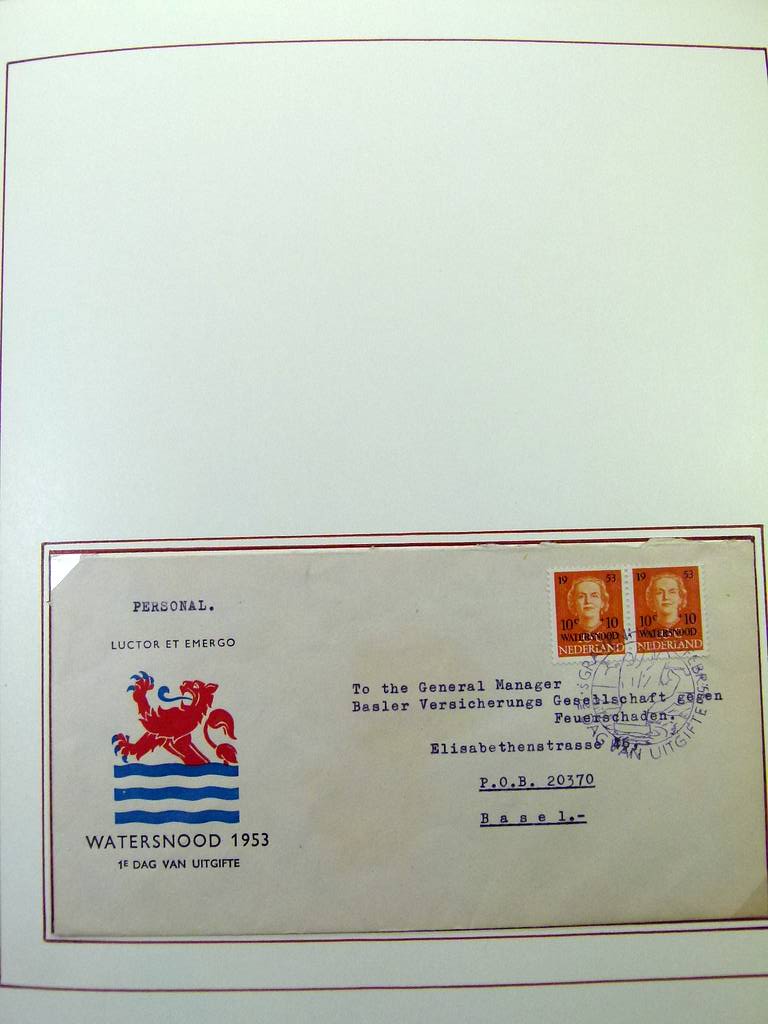 PERSONAL.
LUCTOR ET EMERGO
WATERSNOOD 1953
1E DAG VAN UITGIFTE
19 53
10c + 10
WATERSNOOD
NEDERLAND
19 53
10c + 10
WATERSNOOD
NEDERLAND
To the General Manager
Basler Versicherungs Gesellschaft gegen
Feuerschaden.
Elisabethenstrasse
P.O.B. 20370
Basel.-
DAG VAN UITGIFTE